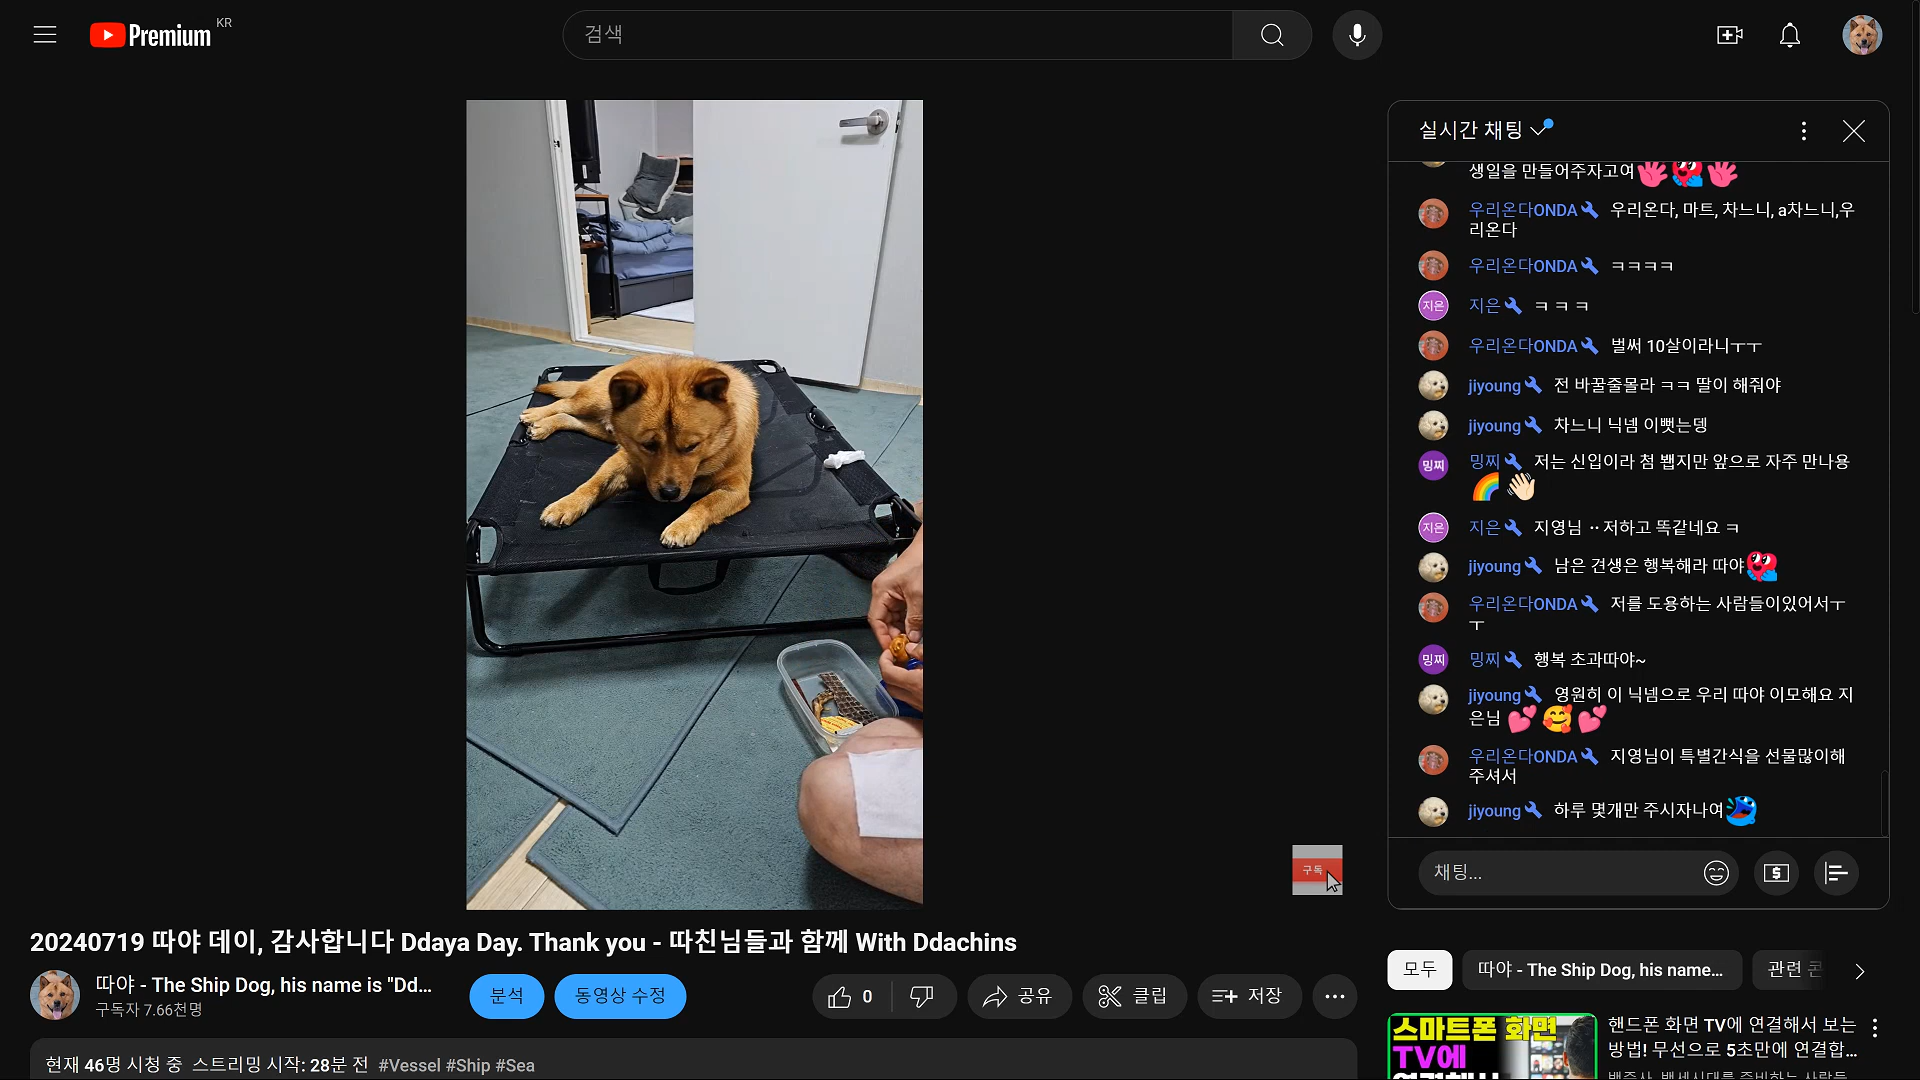 Premium KR
검색
실시간 채팅
생일을 만들어주자고여
우리온다ONDA 우리온다, 마트, 차느니, a차느니,우
리온다
우리온다ONDA ㅋㅋㅋㅋ
지은 지은 ㅋ ㅋ ㅋ
우리온다ONDA 벌써 10살이라니ㅜㅜ
jiyoung 전 바꿀줄몰라 ㅋㅋ 딸이 해줘야
jiyoung 차느니 닉넴 이뻤는뎅
밍찌 밍찌 저는 신입이라 첨 뵙지만 앞으로 자주 만나용
지은 지은 지영님 ··저하고 똑같네요 ㅋ
jiyoung 남은 견생은 행복해라 따야
우리온다ONDA 저를 도용하는 사람들이있어서ㅜ
ㅜ
밍찌 밍찌 행복 초과따야~
jiyoung 영원히 이 닉넴으로 우리 따야 이모해요 지
은님
우리온다ONDA 지영님이 특별간식을 선물많이해
주셔서
jiyoung 하루 몇개만 주시자나여
채팅...
구독
20240719 따야 데이, 감사합니다 Ddaya Day. Thank you - 따친님들과 함께 With Ddachins
따야 - The Ship Dog, his name is "Dd...
구독자 7.66천명
분석
동영상 수정
0
공유
클립
저장
현재 46명 시청 중 스트리밍 시작: 28분 전 #Vessel #Ship #Sea
모두
따야 - The Ship Dog, his name...
관련
스마트폰 화면
TV에
핸드폰 화면 TV에 연결해서 보는
방법! 무선으로 5초만에 연결합...